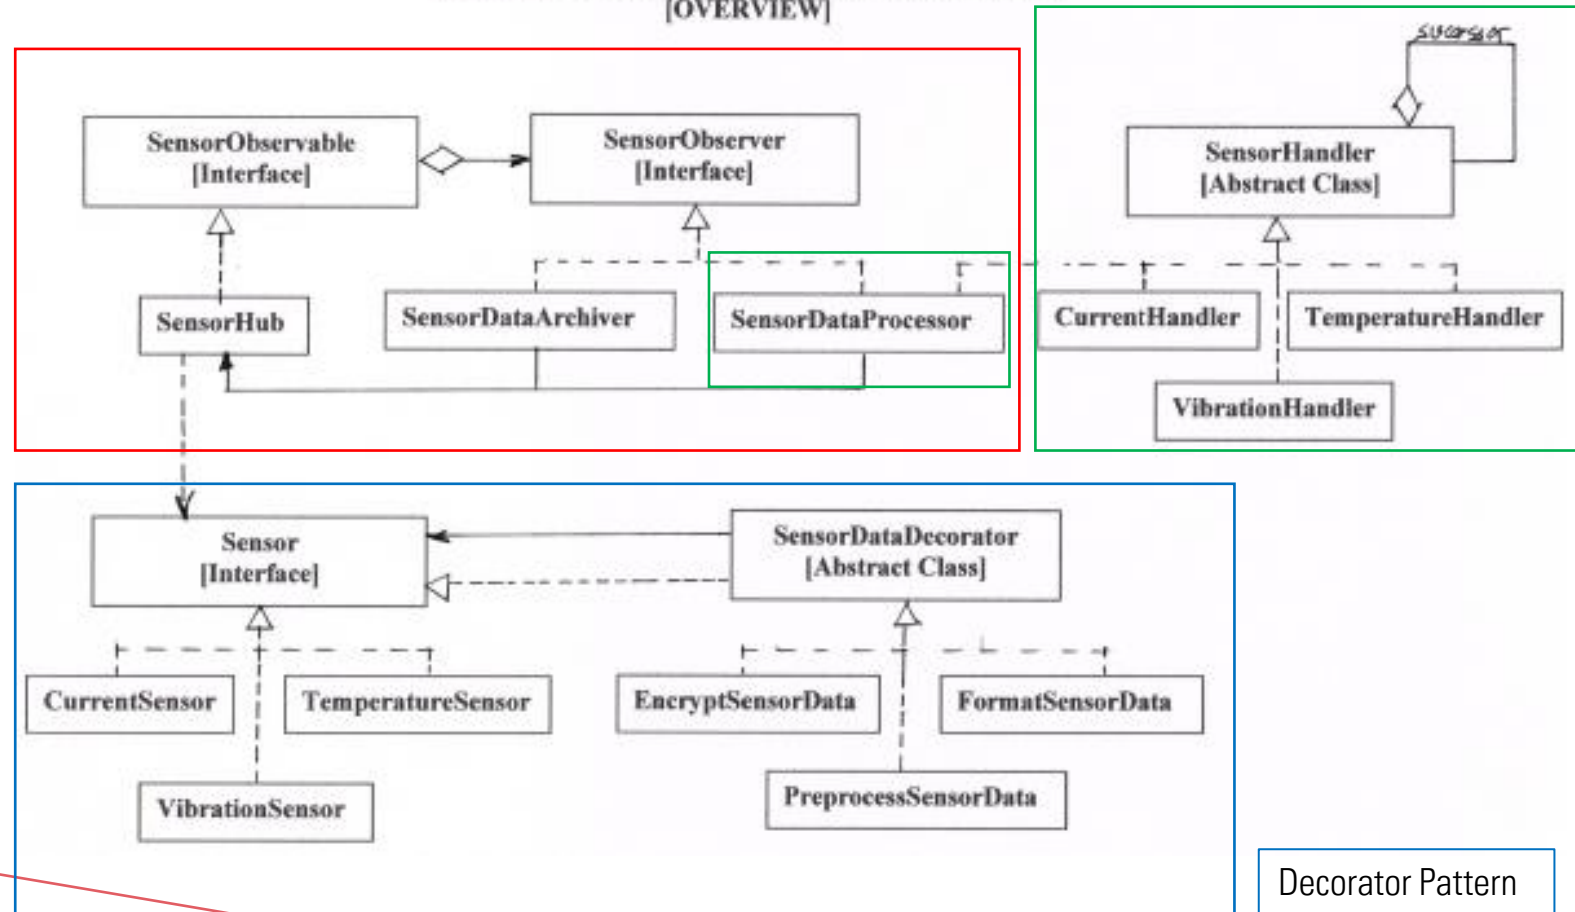 [OVERVIEW]
SensorObservable
[Interface]
SensorObserver
[Interface]
SensorHub
SensorDataArchiver
SensorDataProcessor
SensorHandler
[Abstract Class]
CurrentHandler
TemperatureHandler
VibrationHandler
Sensor
[Interface]
SensorDataDecorator
[Abstract Class]
CurrentSensor
TemperatureSensor
VibrationSensor
EncryptSensorData
FormatSensorData
PreprocessSensorData
Decorator Pattern